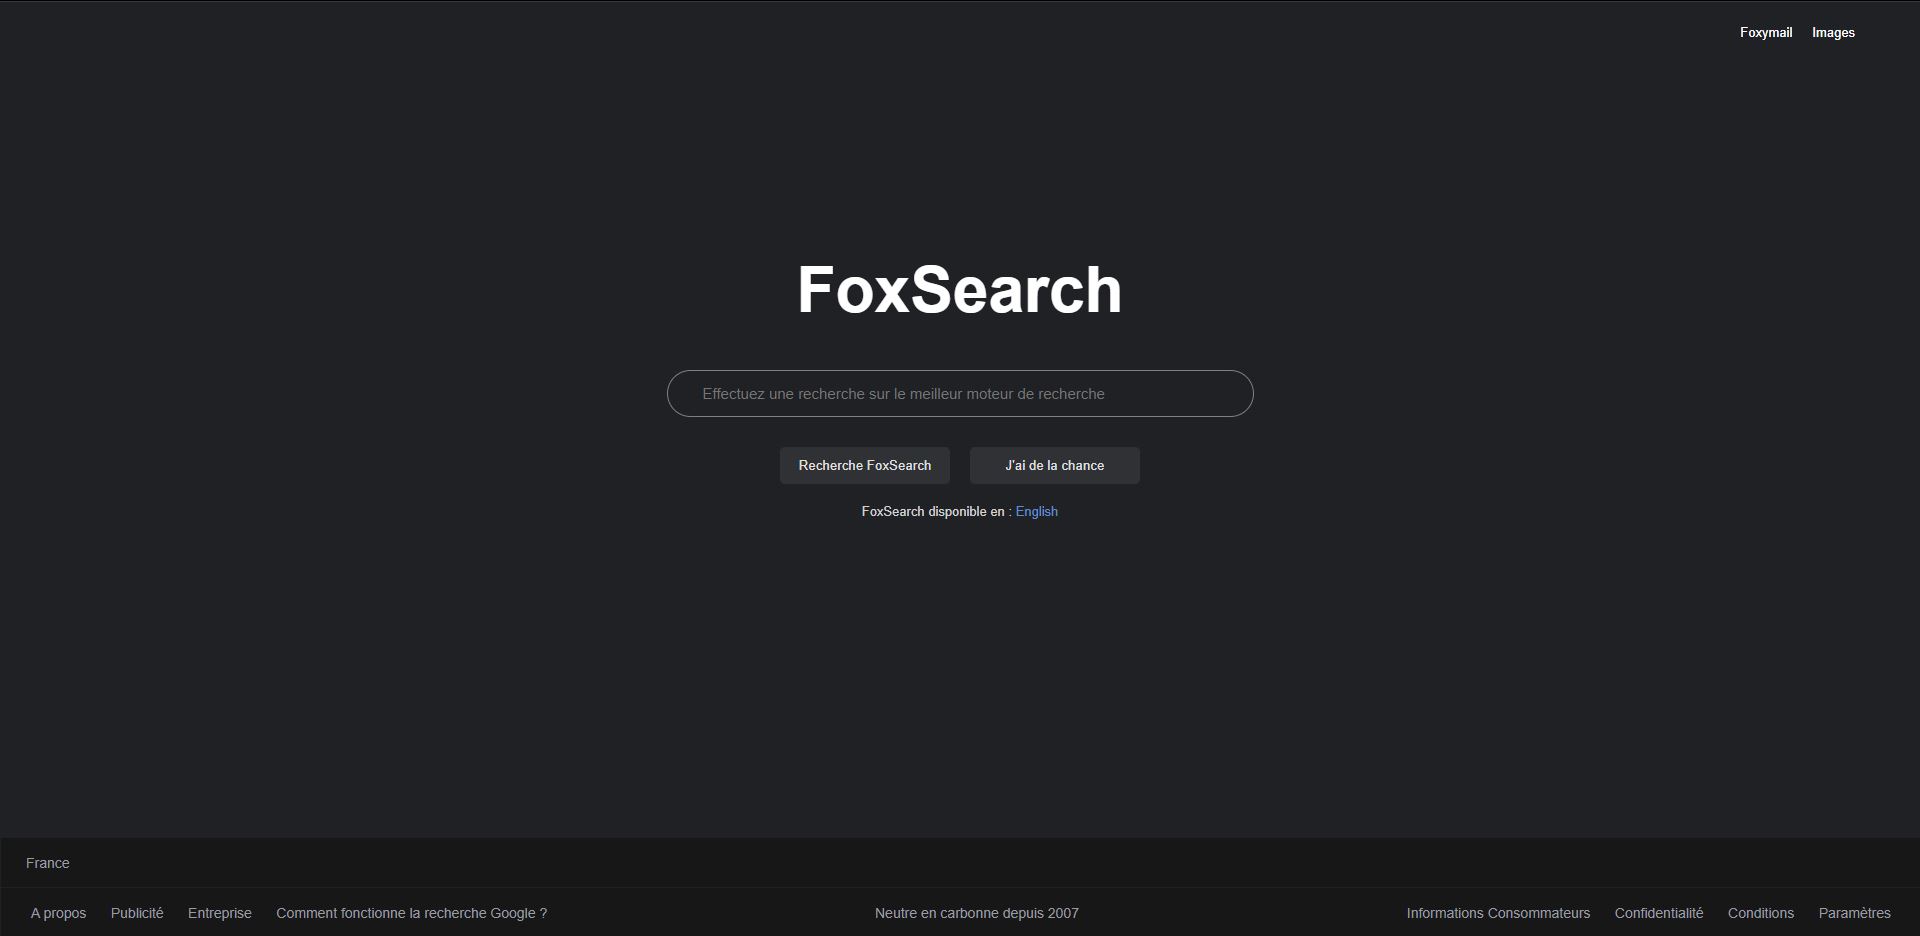 Foxymail Images
FoxSearch
Effectuez une recherche sur le meilleur moteur de recherche
Recherche FoxSearch J'ai de la chance
FoxSearch disponible en : English
France
A propos Publicité Entreprise Comment fonctionne la recherche Google ? Neutre en carbonne depuis 2007 Informations Consommateurs Confidentialité Conditions Paramètres